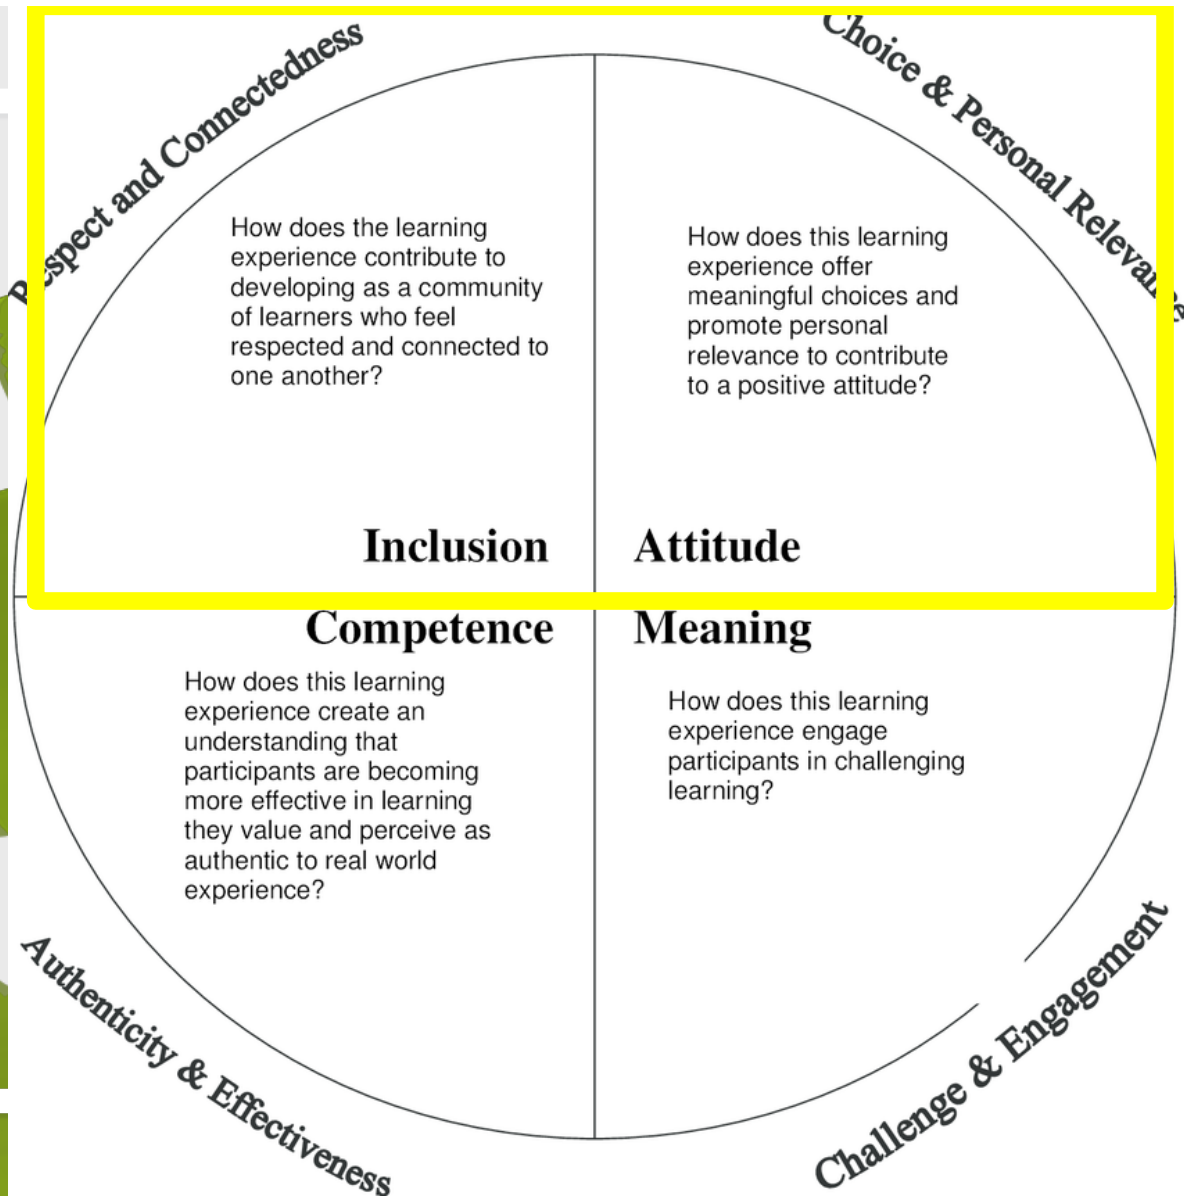 Respect and Connectedness
Choice & Personal Relevance
How does the learning
experience contribute to
developing as a community
of learners who feel
respected and connected to
one another?
Inclusion
How does this learning
experience offer
meaningful choices and
promote personal
relevance to contribute
to a positive attitude?
Attitude
Competence
How does this learning
experience create an
understanding that
participants are becoming
more effective in learning
they value and perceive as
authentic to real world
experience?
Meaning
How does this learning
experience engage
participants in challenging
learning?
Authenticity & Effectiveness
Challenge & Engagement